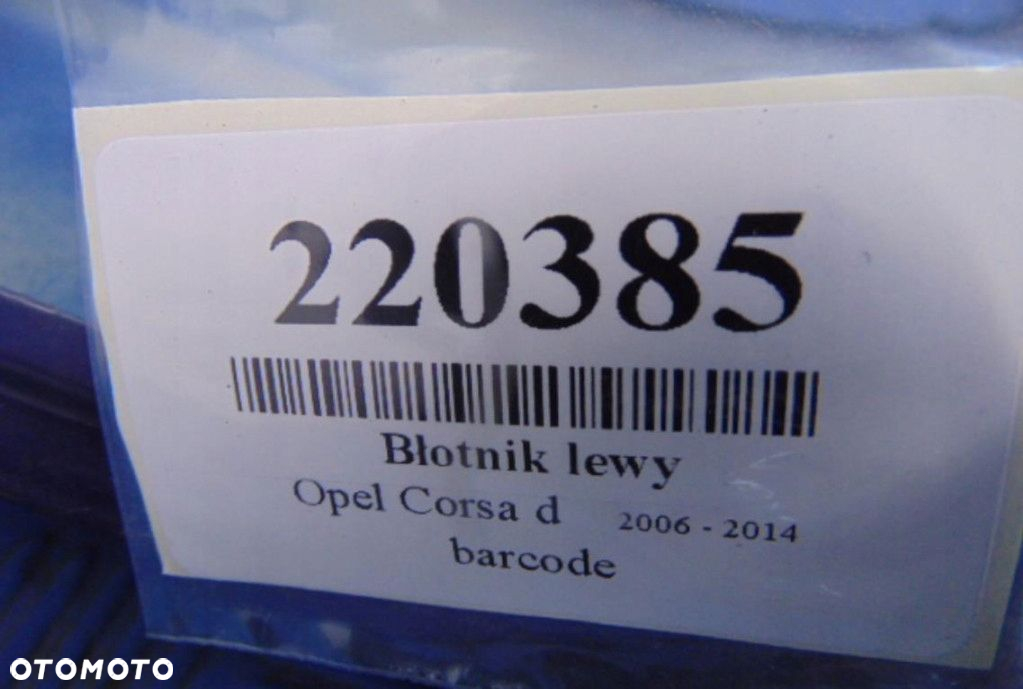 220385
Błotnik lewy
Opel Corsa d 2006 - 2014
barcode
OTOMOTO